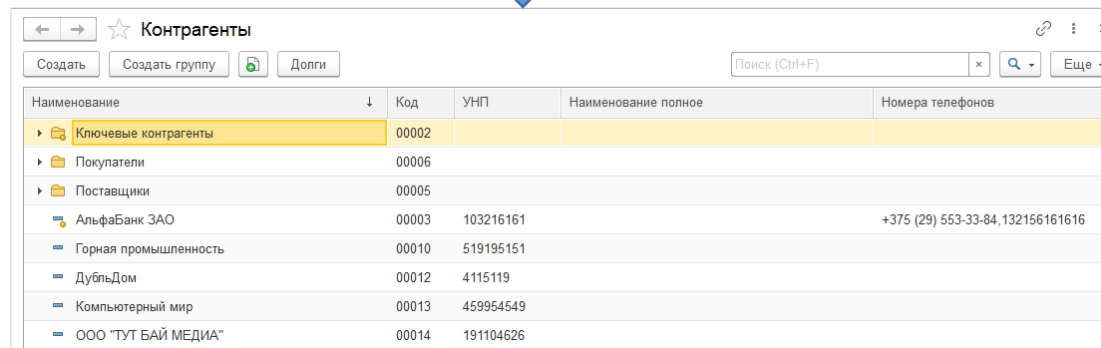 Контрагенты
Создать Создать группу Долги Поиск (Ctrl+F) × Еще
Наименование ↓ Код УНП Наименование полное Номера телефонов
Ключевые контрагенты 00002
Покупатели 00006
Поставщики 00005
АльфаБанк ЗАО 00003 103216161 +375 (29) 553-33-84,132156161616
Горная промышленность 00010 519195151
ДубльДом 00012 4115119
Компьютерный мир 00013 459954549
ООО "ТУТ БАЙ МЕДИА" 00014 191104626